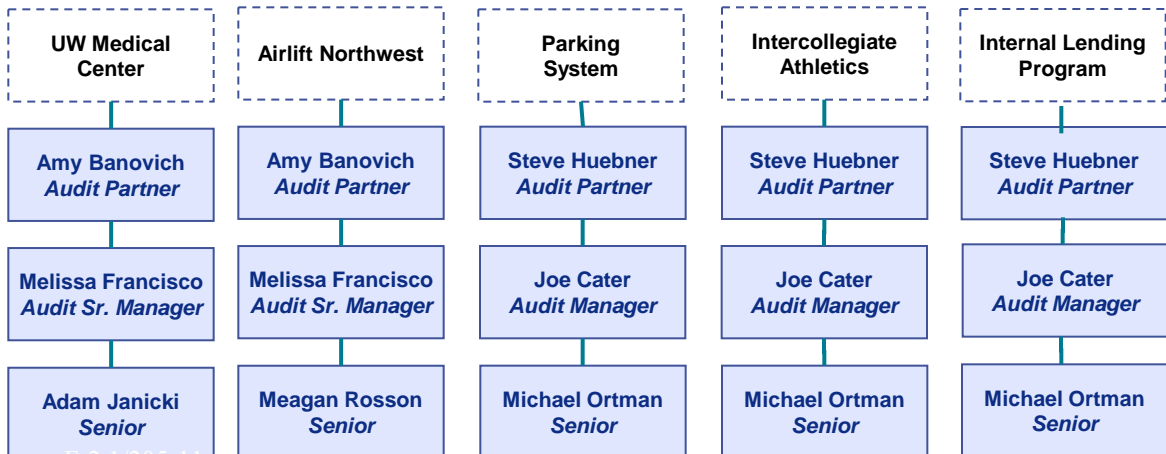 UW Medical
Center
Airlift Northwest
Parking
System
Intercollegiate
Athletics
Internal Lending
Program
Amy Banovich
Audit Partner
Amy Banovich
Audit Partner
Steve Huebner
Audit Partner
Steve Huebner
Audit Partner
Steve Huebner
Audit Partner
Melissa Francisco
Audit Sr. Manager
Melissa Francisco
Audit Sr. Manager
Joe Cater
Audit Manager
Joe Cater
Audit Manager
Joe Cater
Audit Manager
Adam Janicki
Senior
Meagan Rosson
Senior
Michael Ortman
Senior
Michael Ortman
Senior
Michael Ortman
Senior